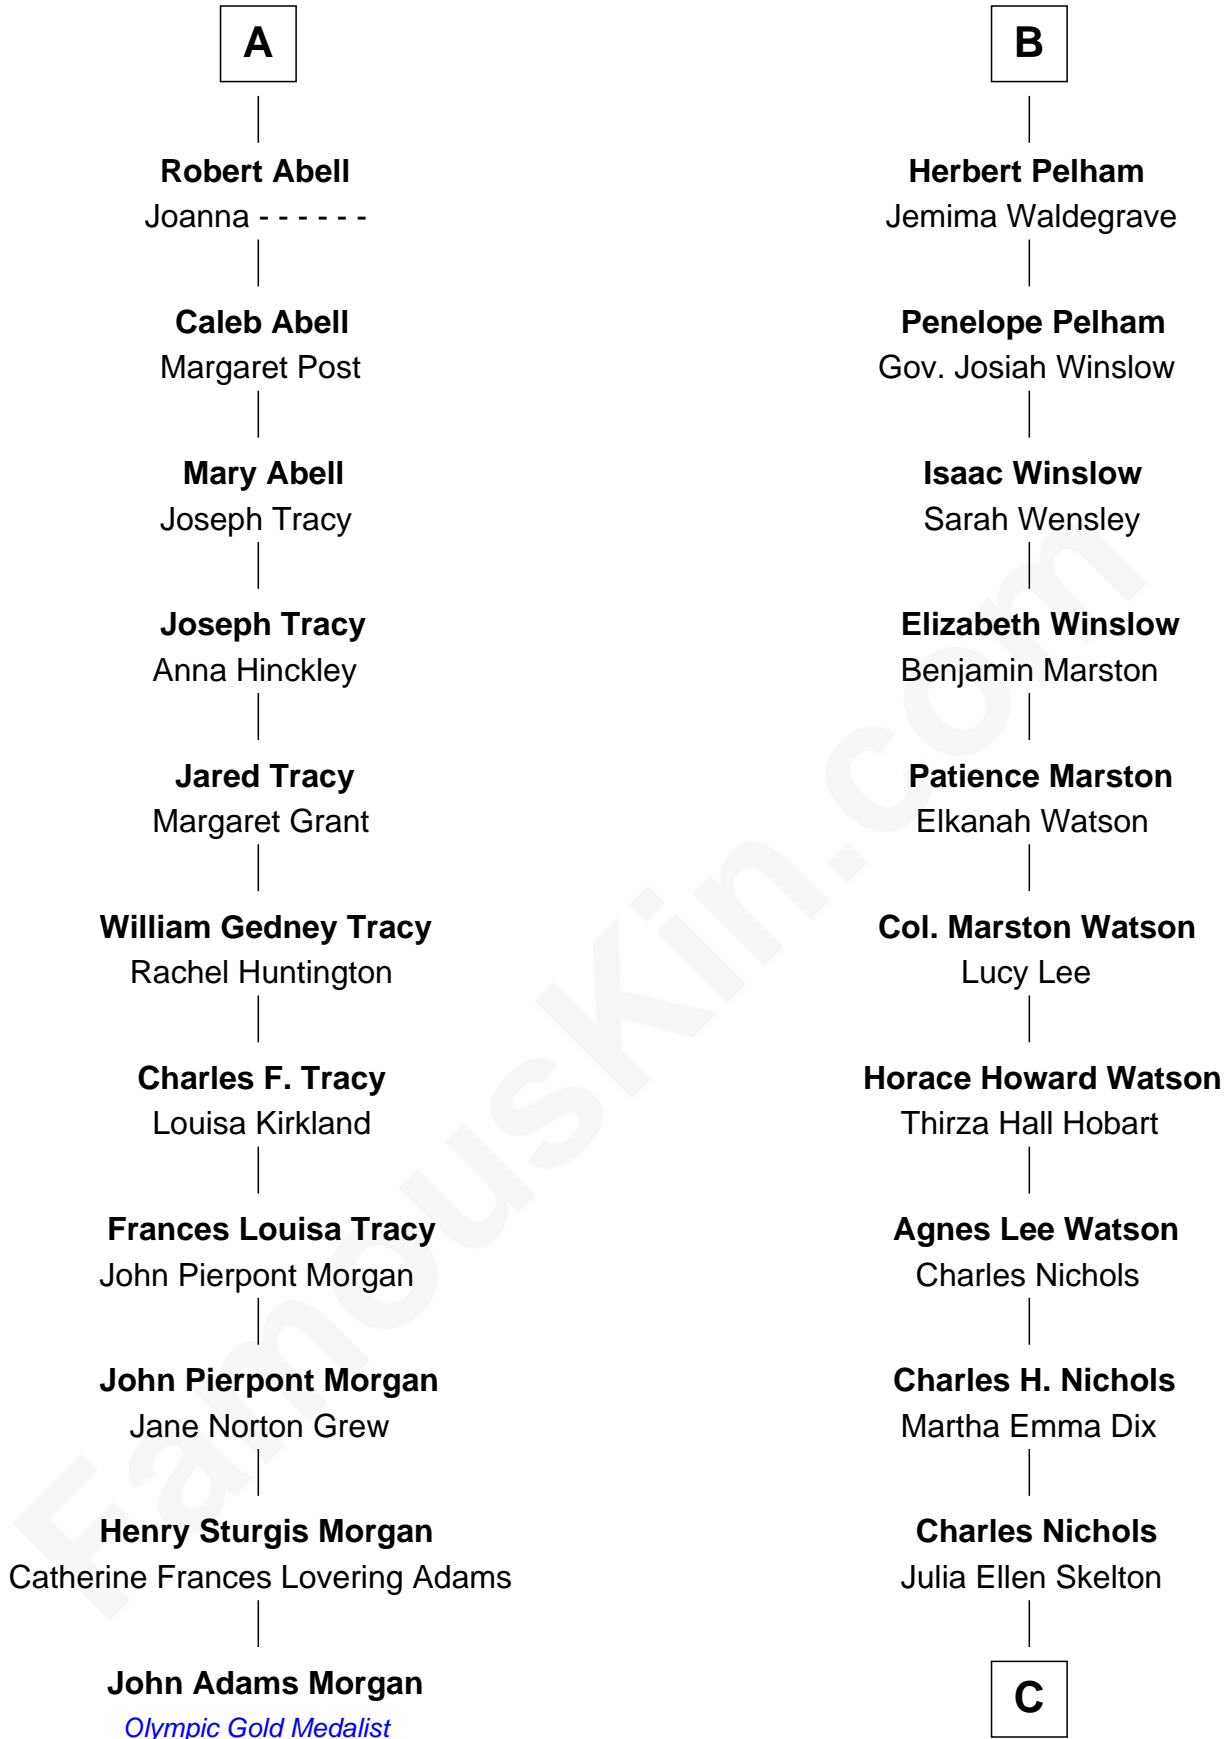 A
Robert Abell
Joanna - - - - - -
Caleb Abell
Margaret Post
Mary Abell
Joseph Tracy
Joseph Tracy
Anna Hinckley
Jared Tracy
Margaret Grant
William Gedney Tracy
Rachel Huntington
Charles F. Tracy
Louisa Kirkland
Frances Louisa Tracy
John Pierpont Morgan
John Pierpont Morgan
Jane Norton Grew
Henry Sturgis Morgan
Catherine Frances Lovering Adams
John Adams Morgan
Olympic Gold Medalist
B
Herbert Pelham
Jemima Waldegrave
Penelope Pelham
Gov. Josiah Winslow
Isaac Winslow
Sarah Wensley
Elizabeth Winslow
Benjamin Marston
Patience Marston
Elkanah Watson
Col. Marston Watson
Lucy Lee
Horace Howard Watson
Thirza Hall Hobart
Agnes Lee Watson
Charles Nichols
Charles H. Nichols
Martha Emma Dix
Charles Nichols
Julia Ellen Skelton
C
FamousKin.com